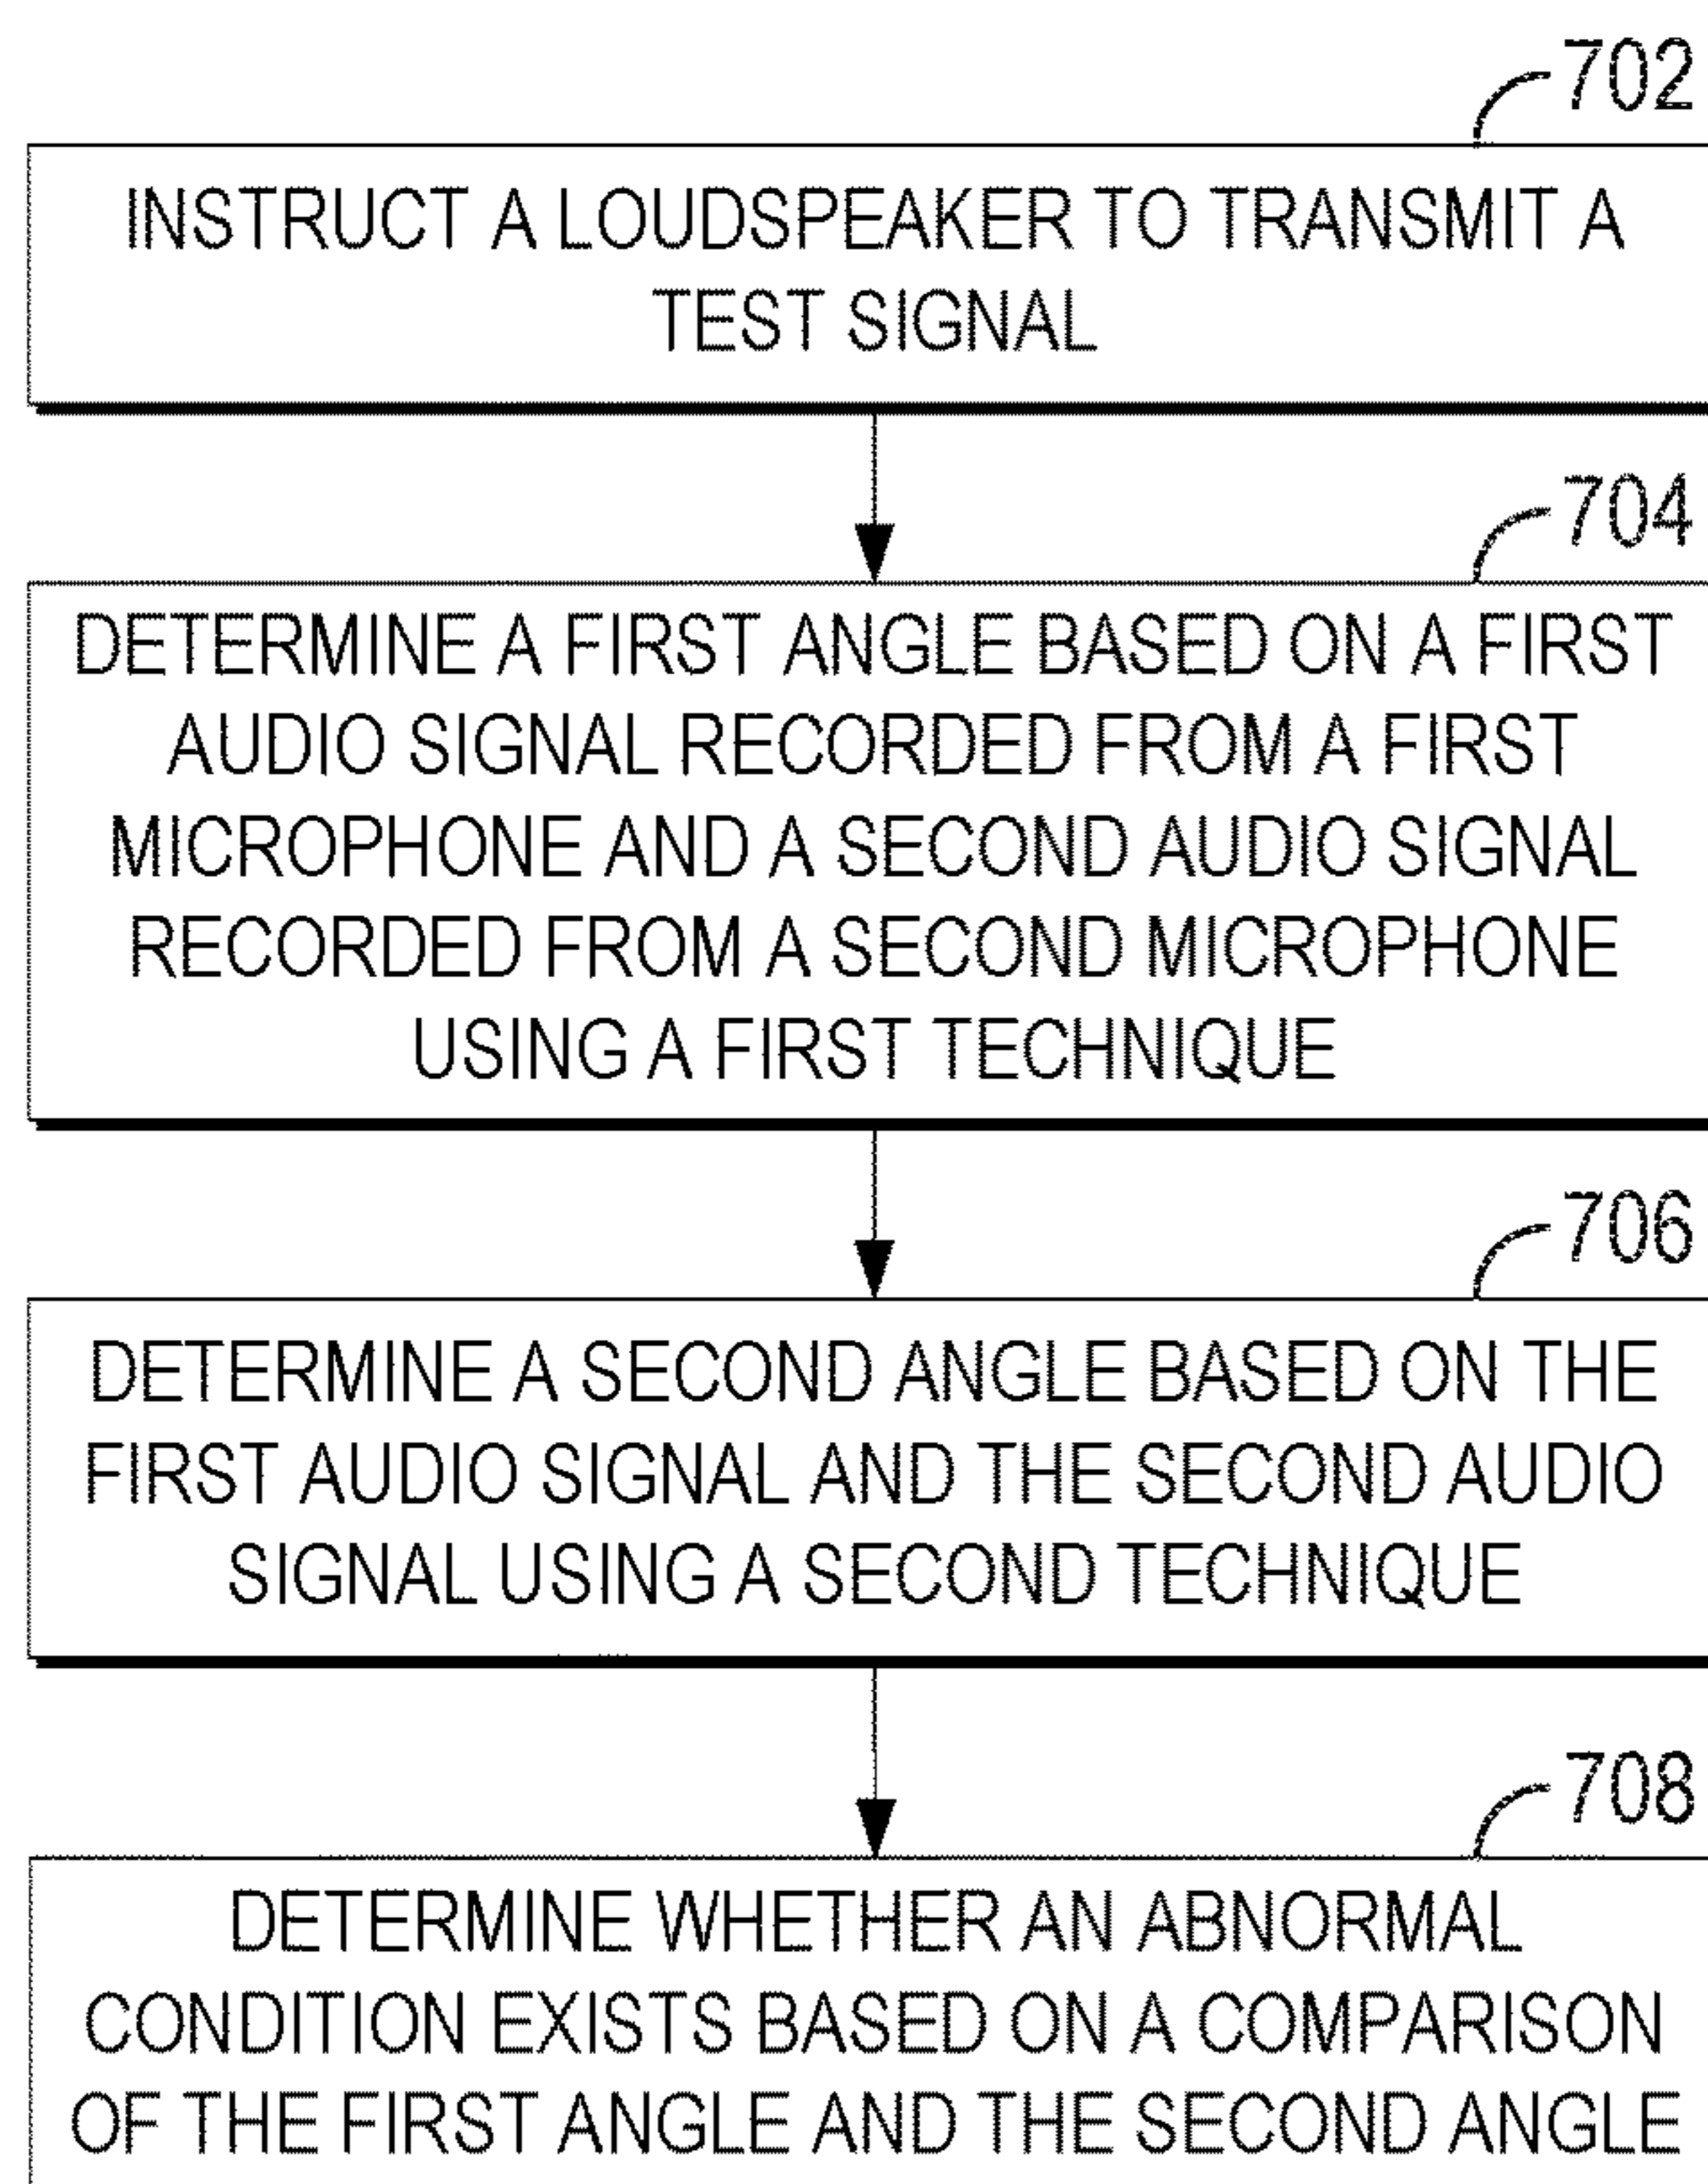 702
INSTRUCT A LOUDSPEAKER TO TRANSMIT A
TEST SIGNAL
704
DETERMINE A FIRST ANGLE BASED ON A FIRST
AUDIO SIGNAL RECORDED FROM A FIRST
MICROPHONE AND A SECOND AUDIO SIGNAL
RECORDED FROM A SECOND MICROPHONE
USING A FIRST TECHNIQUE
706
DETERMINE A SECOND ANGLE BASED ON THE
FIRST AUDIO SIGNAL AND THE SECOND AUDIO
SIGNAL USING A SECOND TECHNIQUE
708
DETERMINE WHETHER AN ABNORMAL
CONDITION EXISTS BASED ON A COMPARISON
OF THE FIRST ANGLE AND THE SECOND ANGLE